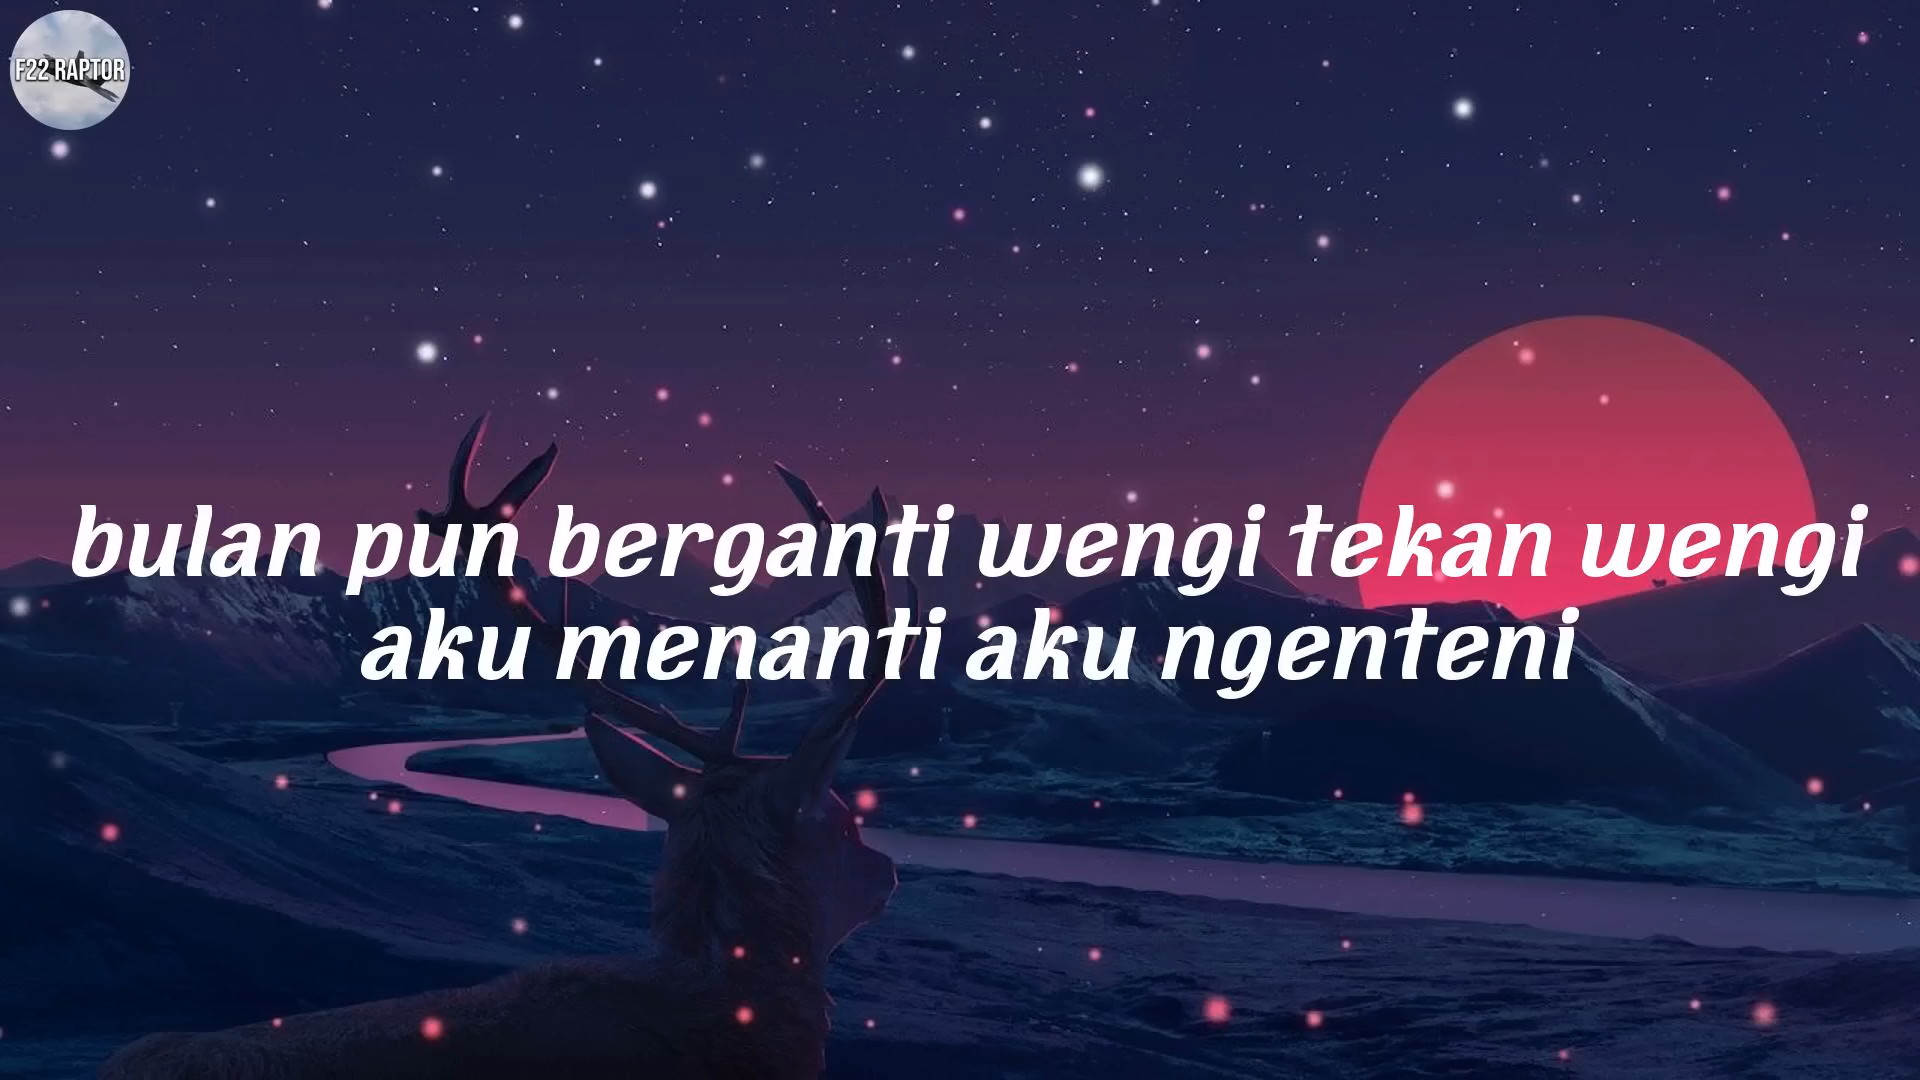 F22 RAPTOR
bulan pun berganti wengi tekan wengi
aku menanti aku ngenteni